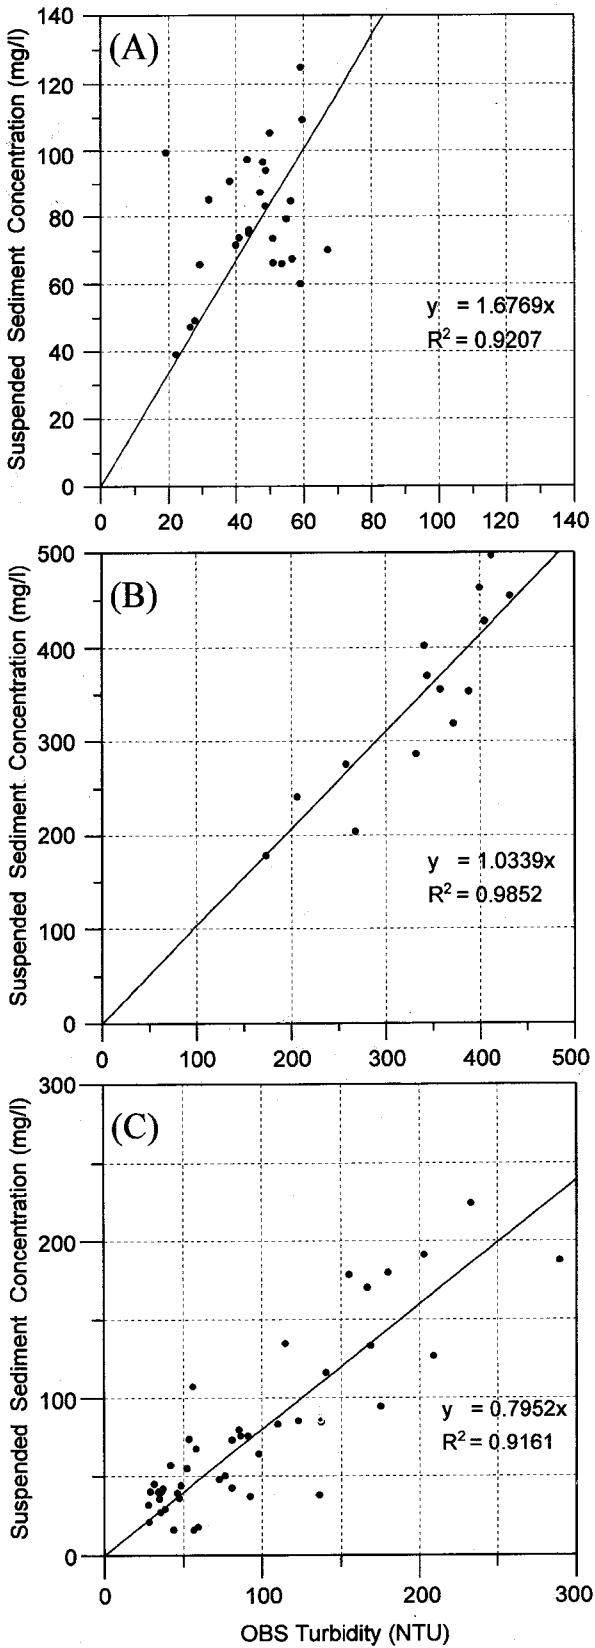 (A)
Suspended Sediment Concentration (mg/l)
140
120
100
80
60
40
20
0
y = 1.6769x
R² = 0.9207
0 20 40 60 80 100 120 140
(B)
Suspended Sediment Concentration (mg/l)
500
400
300
200
100
0
y = 1.0339x
R² = 0.9852
0 100 200 300 400 500
(C)
Suspended Sediment Concentration (mg/l)
300
200
100
0
y = 0.7952x
R² = 0.9161
0 100 200 300
OBS Turbidity (NTU)